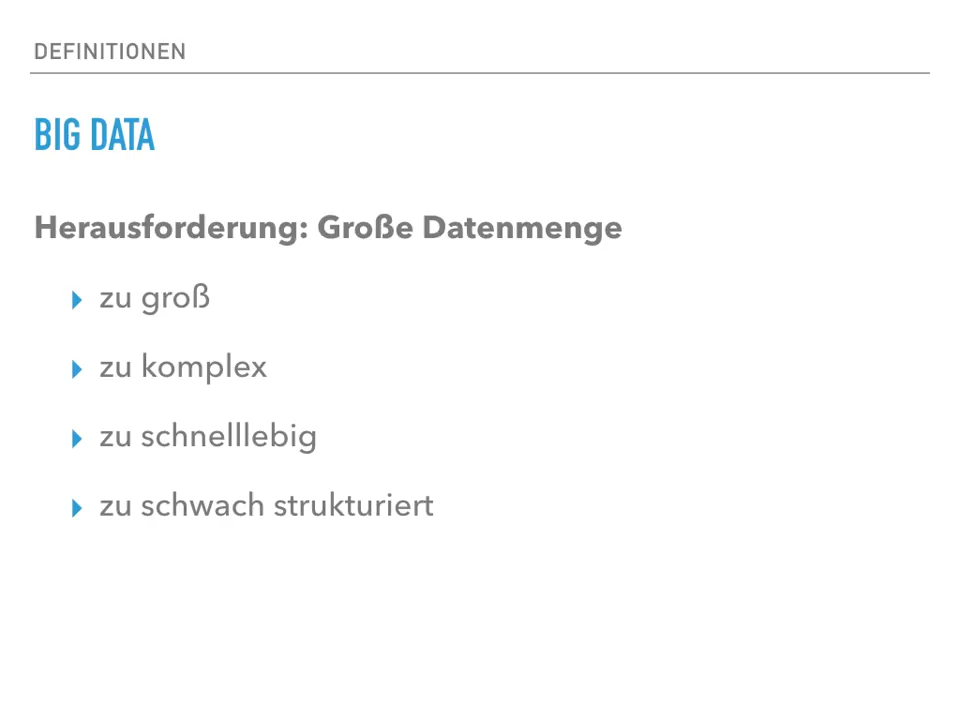 DEFINITIONEN
BIG DATA
Herausforderung: Große Datenmenge
zu groß
zu komplex
zu schnelllebig
zu schwach strukturiert